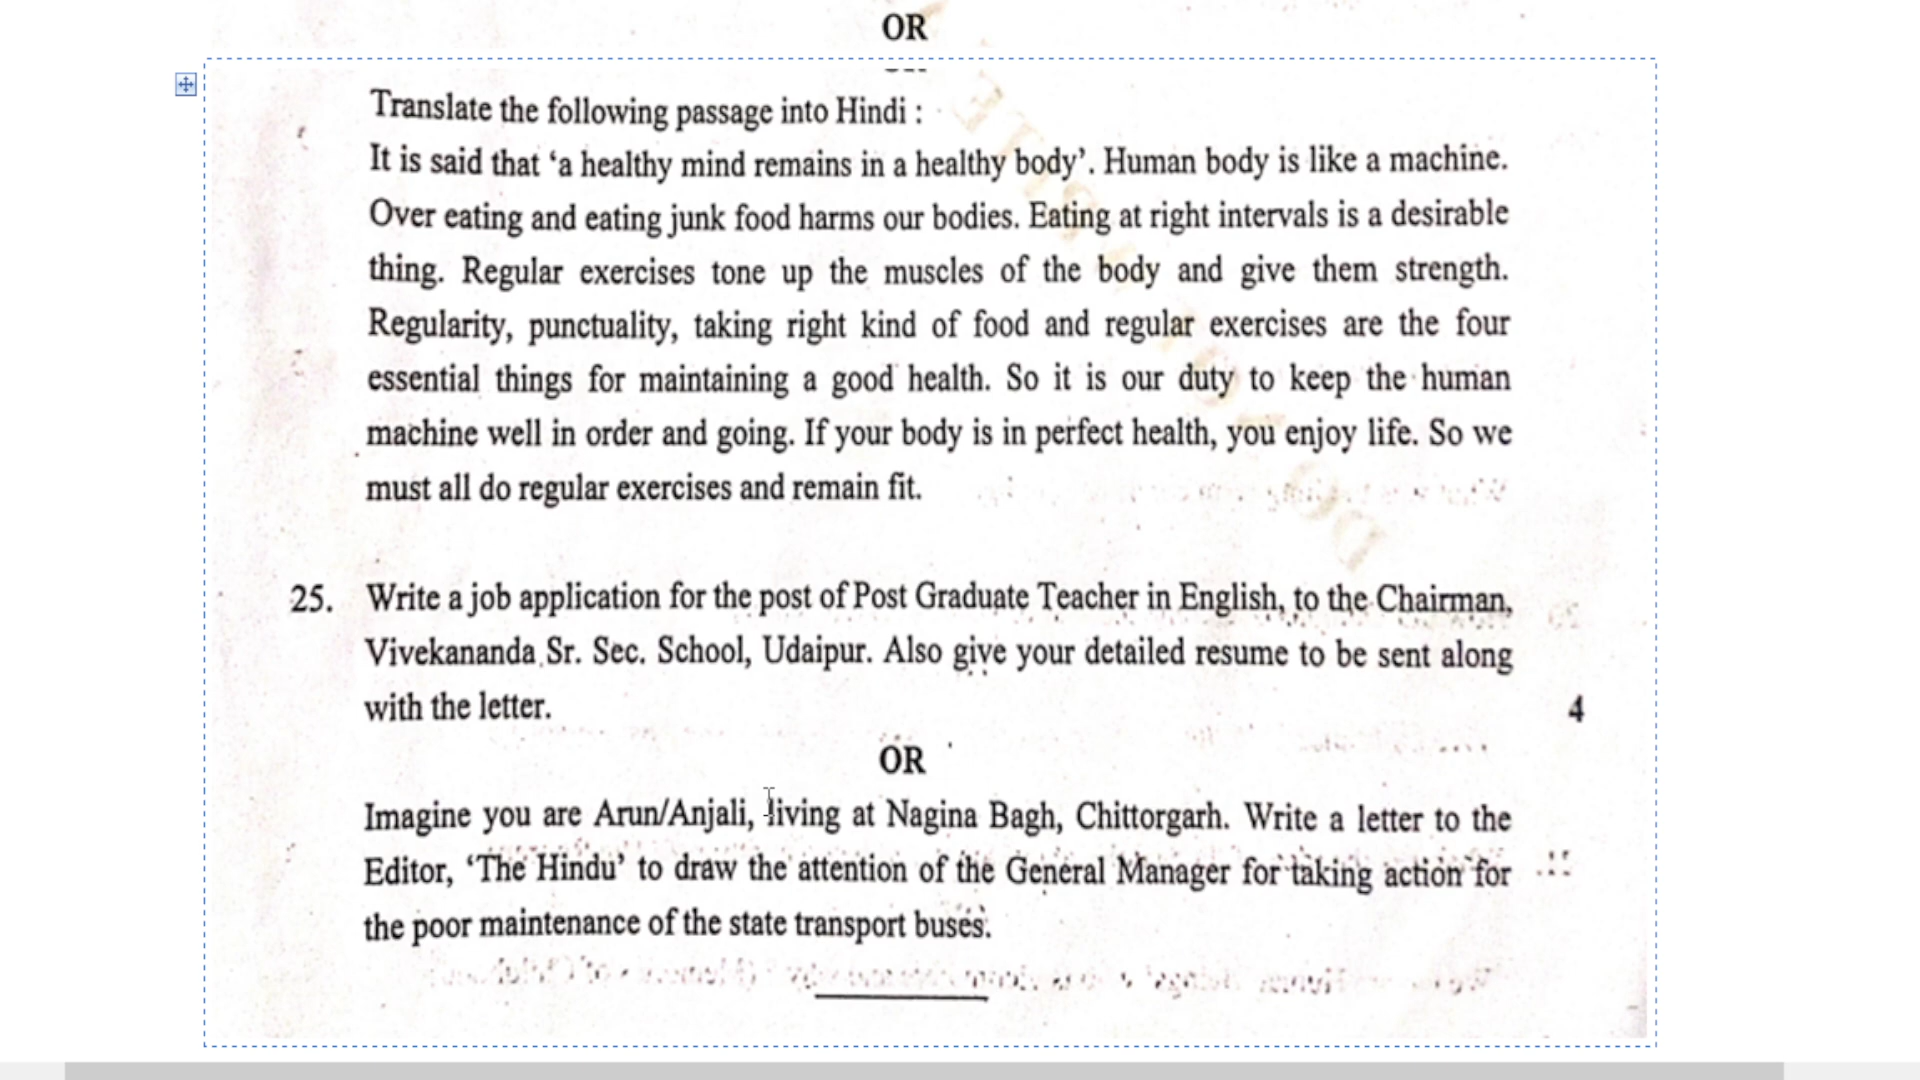 OR
Translate the following passage into Hindi :
It is said that ‘a healthy mind remains in a healthy body’. Human body is like a machine.
Over eating and eating junk food harms our bodies. Eating at right intervals is a desirable
thing. Regular exercises tone up the muscles of the body and give them strength.
Regularity, punctuality, taking right kind of food and regular exercises are the four
essential things for maintaining a good health. So it is our duty to keep the human
machine well in order and going. If your body is in perfect health, you enjoy life. So we
must all do regular exercises and remain fit.
25. Write a job application for the post of Post Graduate Teacher in English, to the Chairman,
Vivekananda Sr. Sec. School, Udaipur. Also give your detailed resume to be sent along
with the letter. 4
OR
Imagine you are Arun/Anjali, living at Nagina Bagh, Chittorgarh. Write a letter to the
Editor, ‘The Hindu’ to draw the attention of the General Manager for taking action for
the poor maintenance of the state transport buses.